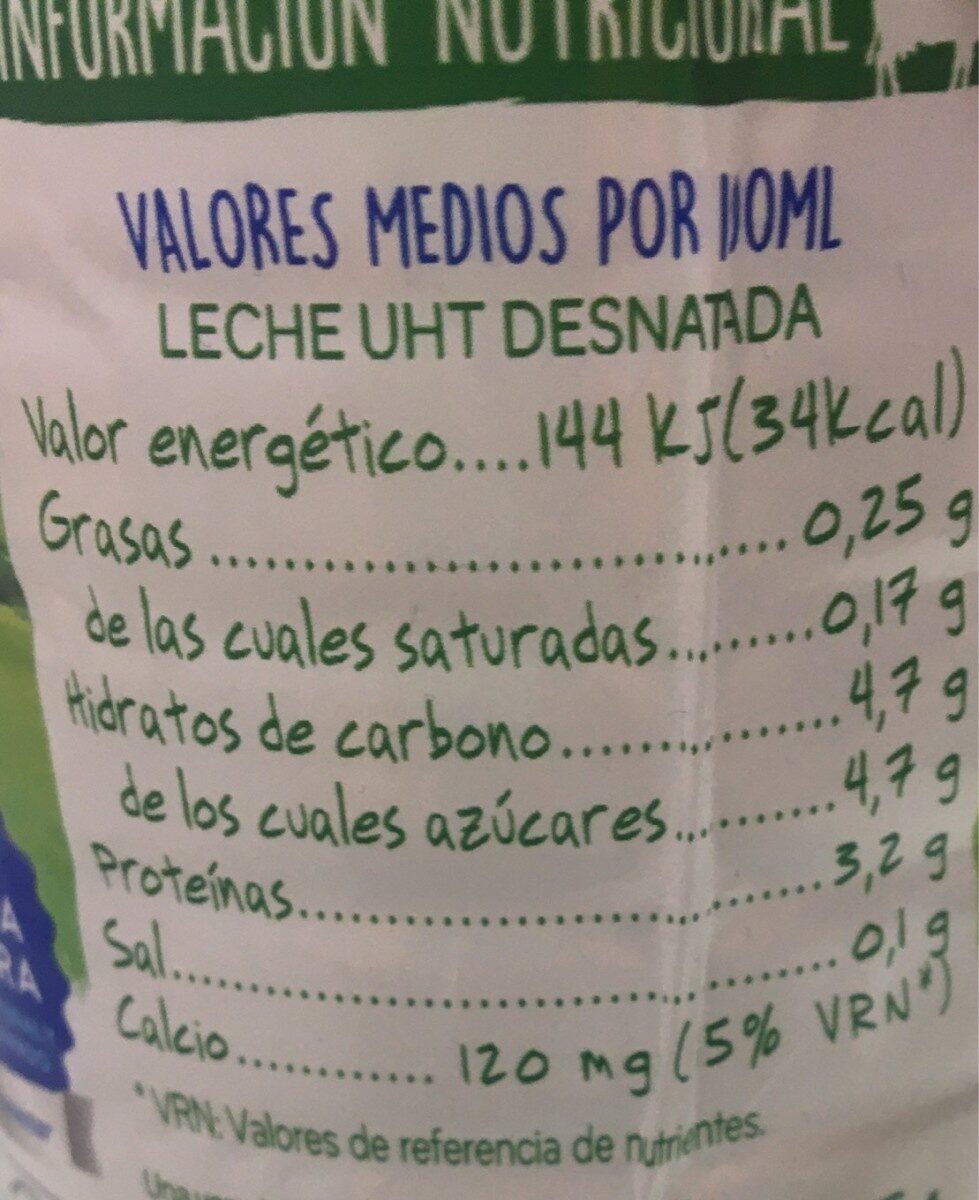 INFORMACIÓN NUTRICIONAL
VALORES MEDIOS POR 100ML
LECHE UHT DESNATADA
Valor energético....144 KJ(34Kcal)
Grasas.................................0,25 g
de las cuales saturadas.........0,17 g
Hidratos de carbono..............4,7 g
de los cuales azúcares..........4,7 g
Proteínas..............................3,2 g
Sal.......................................0,1 g
Calcio............ 120 mg (5% VRN*)
*VRN: Valores de referencia de nutrientes.
A
RA